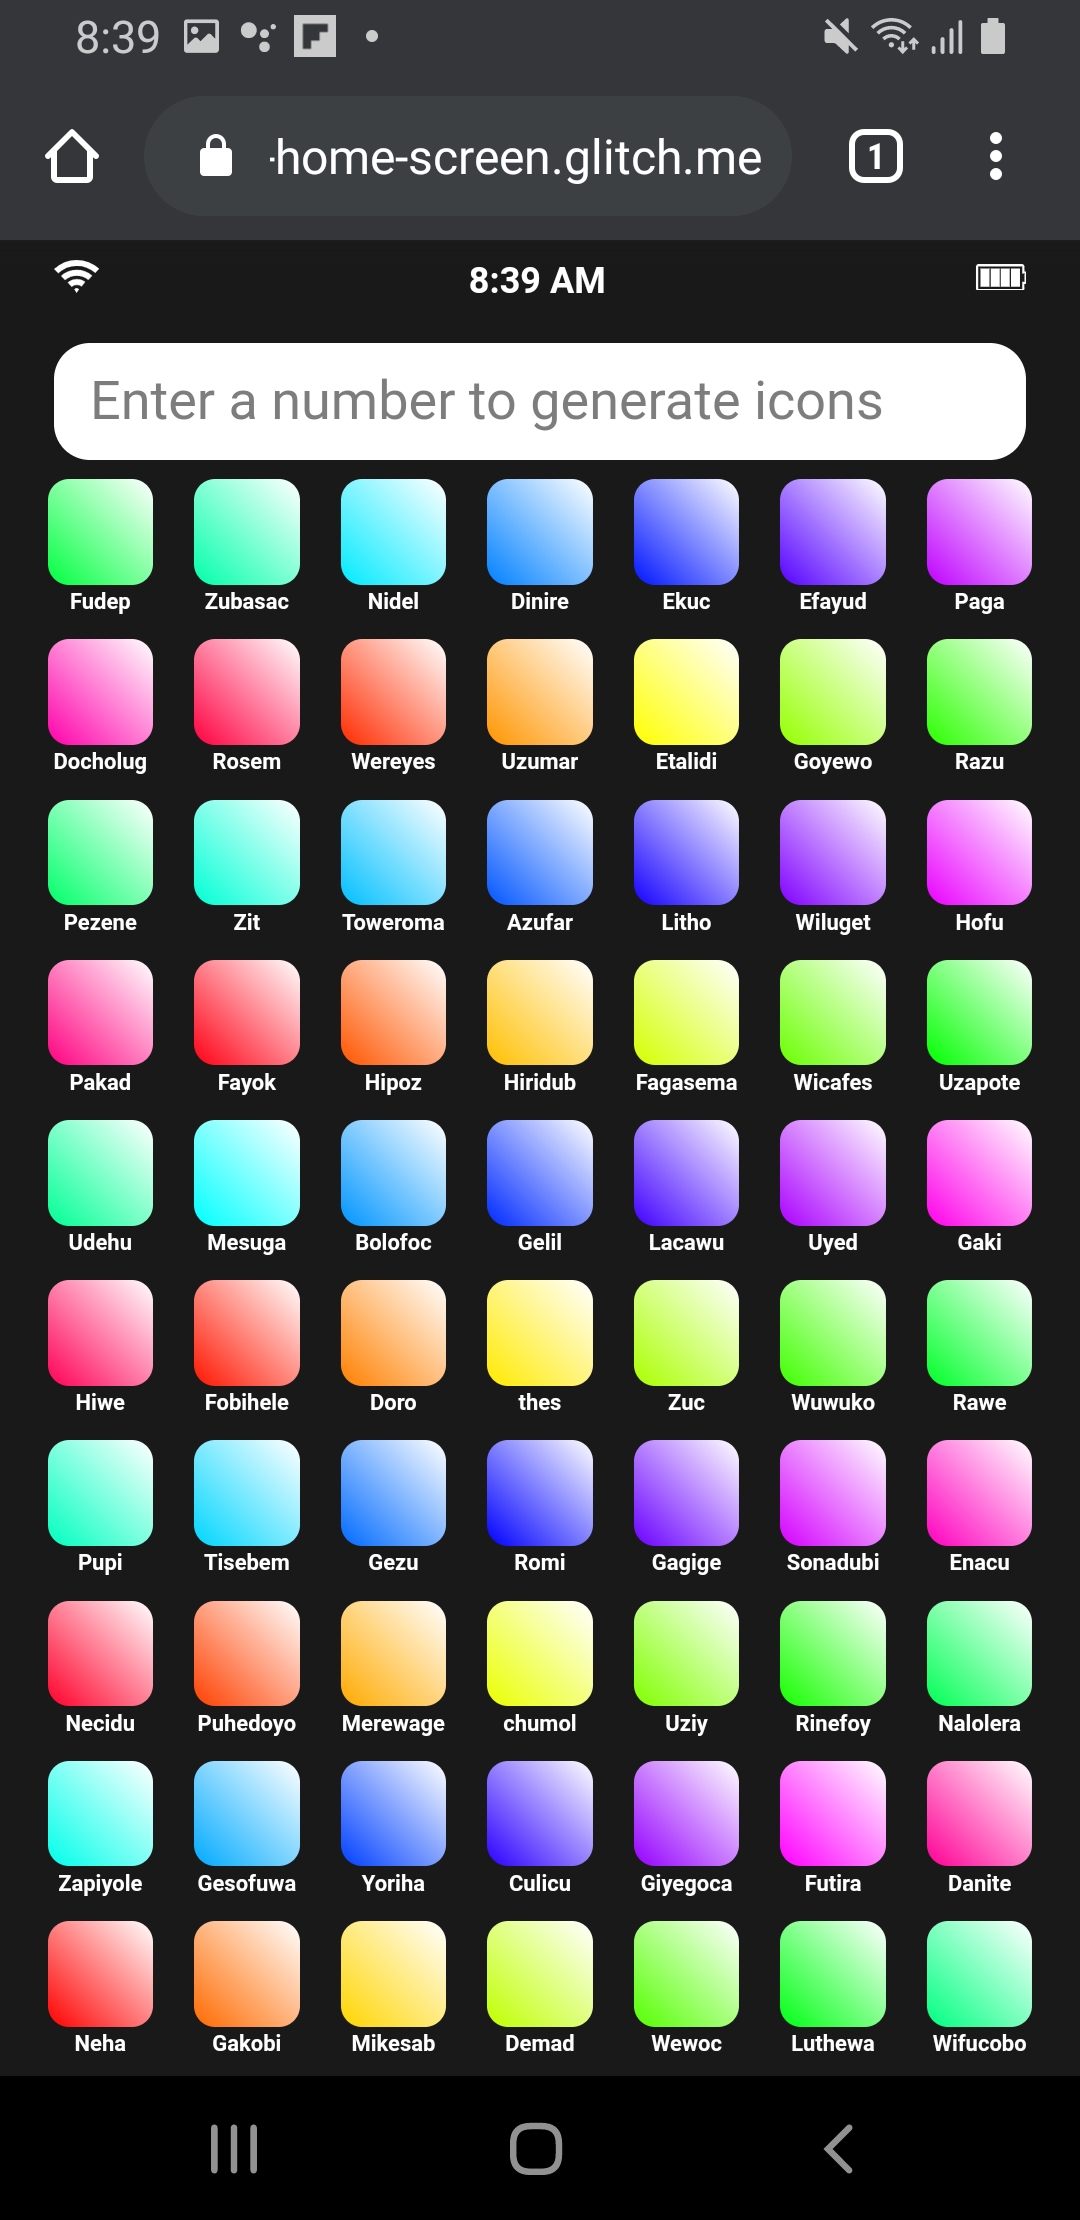 8:39
-home-screen.glitch.me
1
8:39 AM
Enter a number to generate icons
Fudep Zubasac Nidel Dinire Ekuc Efayud Paga
Docholug Rosem Wereyes Uzumar Etalidi Goyewo Razu
Pezene Zit Toweroma Azufar Litho Wiluget Hofu
Pakad Fayok Hipoz Hiridub Fagasema Wicafes Uzapote
Udehu Mesuga Bolofoc Gelil Lacawu Uyed Gaki
Hiwe Fobihele Doro thes Zuc Wuwuko Rawe
Pupi Tisebem Gezu Romi Gagige Sonadubi Enacu
Necidu Puhedoyo Merewage chumol Uziy Rinefoy Nalolera
Zapiyole Gesofuwa Yoriha Culicu Giyegoca Futira Danite
Neha Gakobi Mikesab Demad Wewoc Luthewa Wifucobo